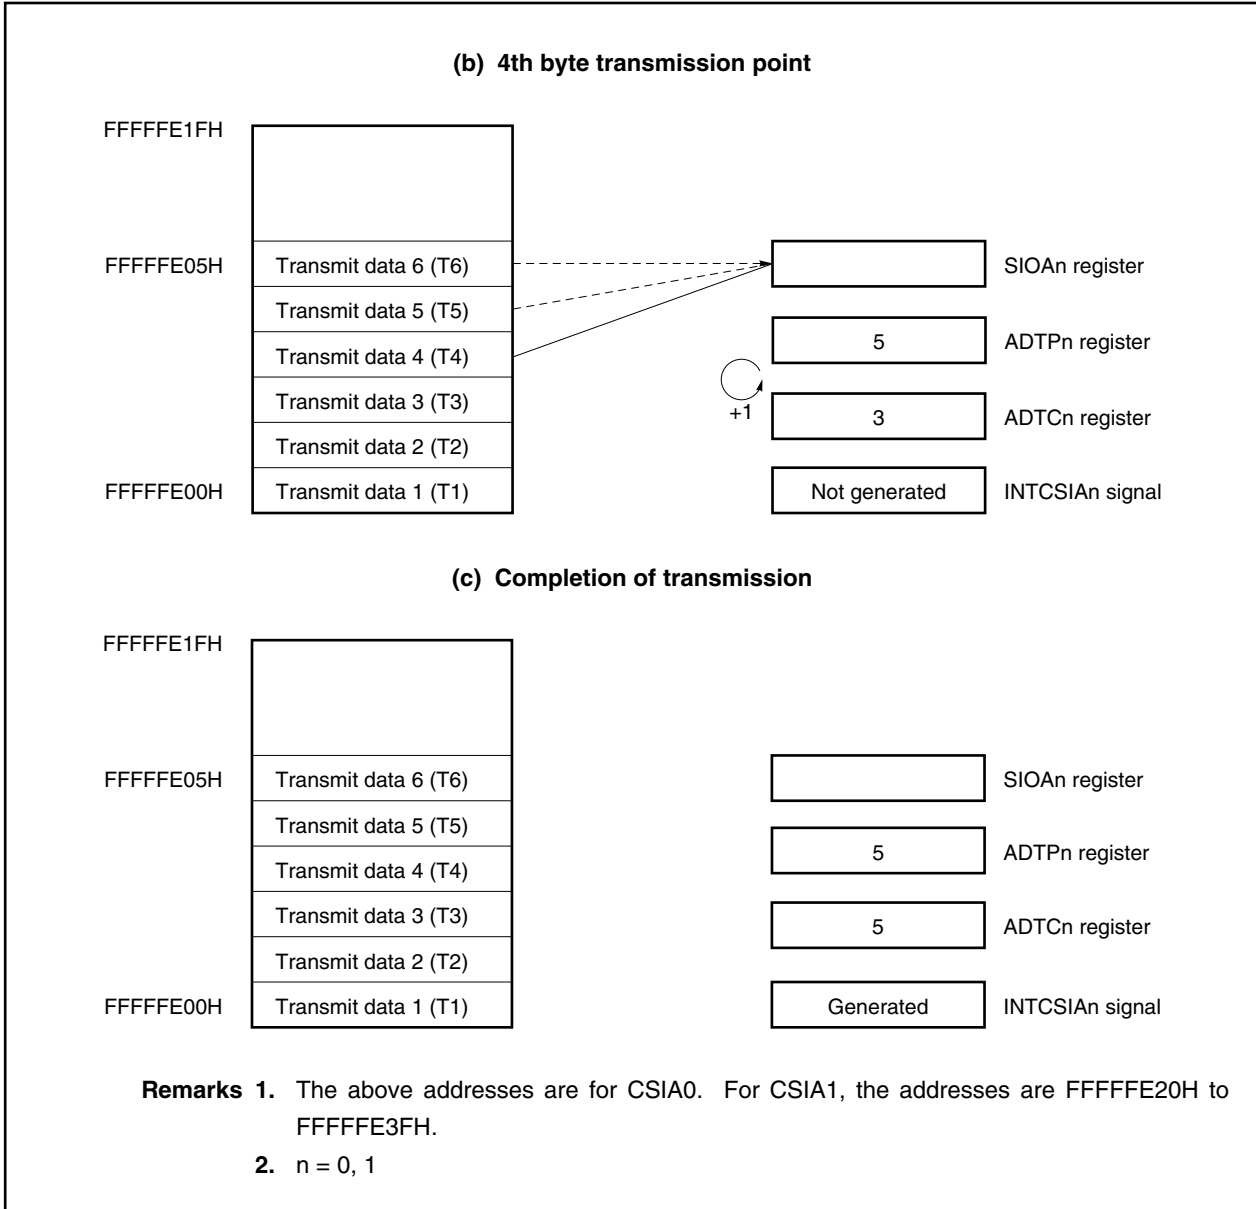 (b) 4th byte transmission point
FFFFFE1FH
FFFFFE05H
Transmit data 6 (T6)
SIOAn register
Transmit data 5 (T5)
5
ADTPn register
Transmit data 4 (T4)
Transmit data 3 (T3)
+1
3
ADTCn register
Transmit data 2 (T2)
FFFFFE00H
Transmit data 1 (T1)
Not generated
INTCSIAn signal
(c) Completion of transmission
FFFFFE1FH
FFFFFE05H
Transmit data 6 (T6)
SIOAn register
Transmit data 5 (T5)
5
ADTPn register
Transmit data 4 (T4)
Transmit data 3 (T3)
5
ADTCn register
Transmit data 2 (T2)
FFFFFE00H
Transmit data 1 (T1)
Generated
INTCSIAn signal
Remarks 1. The above addresses are for CSIA0. For CSIA1, the addresses are FFFFFE20H to
FFFFFE3FH.
2. n = 0, 1